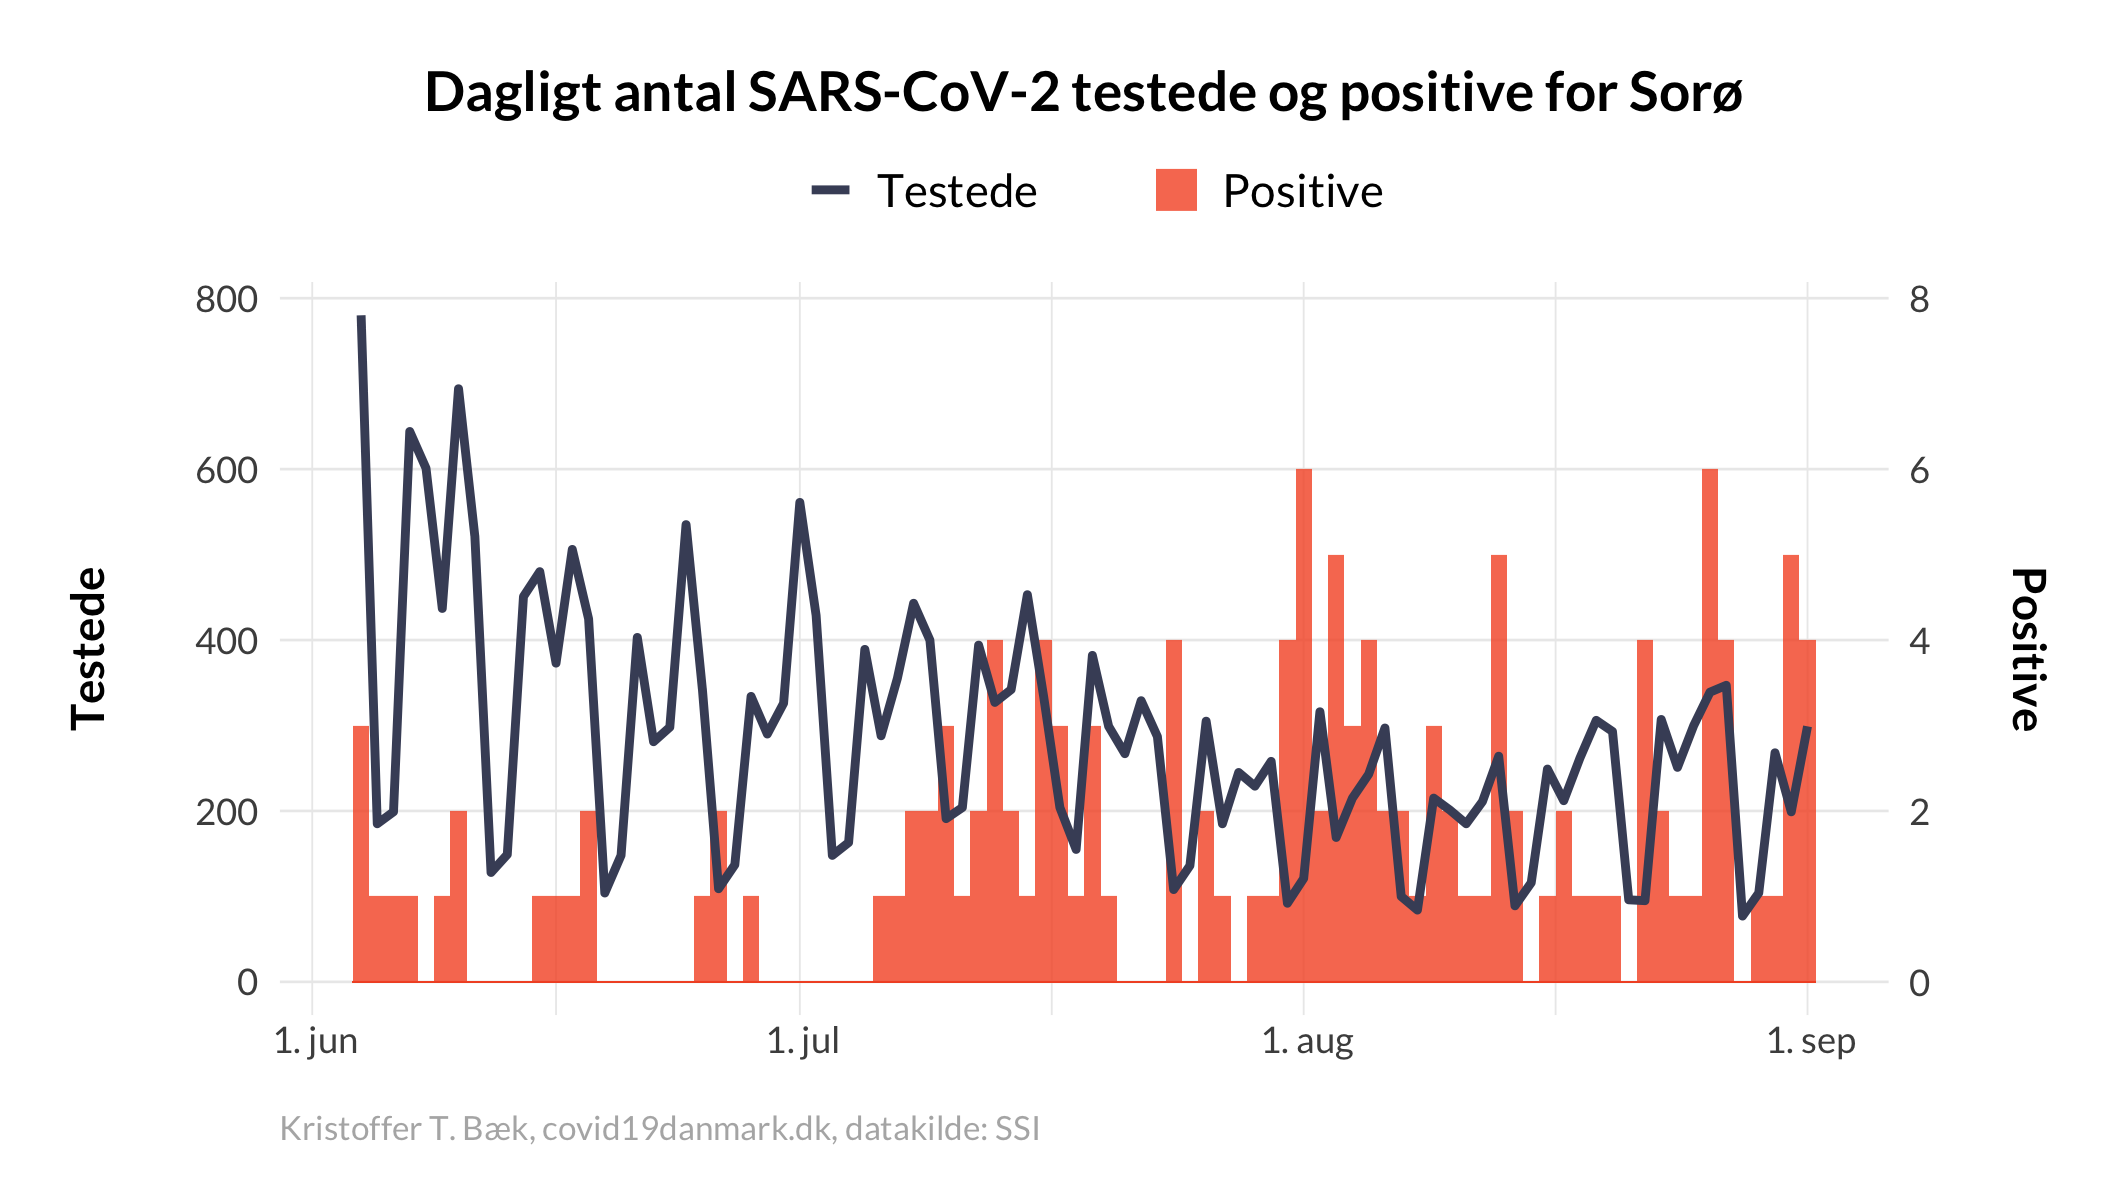 Dagligt antal SARS-CoV-2 testede og positive for Sorø
Testede
Positive
800
600
400
200
0
8
6
4
2
0
Testede
Positive
1. jun
1. jul
1. aug
1. sep
Kristoffer T. Bæk, covid19danmark.dk, datakilde: SSI